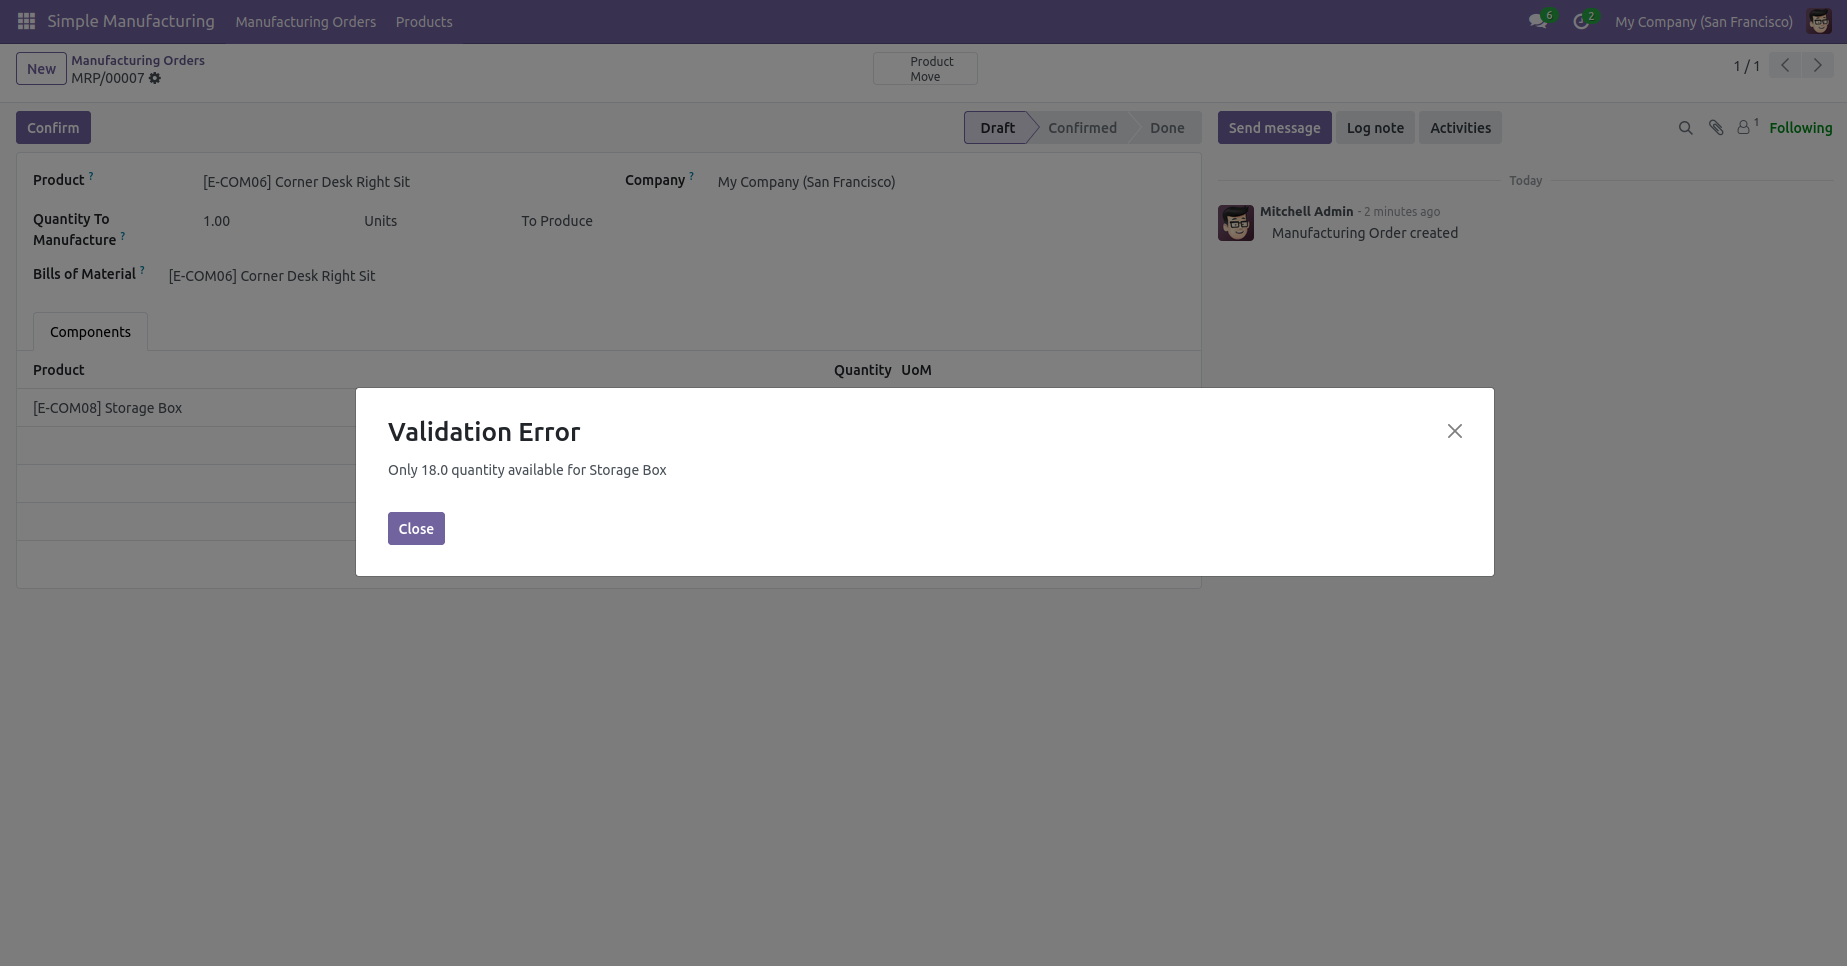 Simple Manufacturing Manufacturing Orders Products 6 2 My Company (San Francisco)
New Manufacturing Orders
MRP/00007
Product
Move
1 / 1
Confirm Draft Confirmed Done Send message Log note Activities 1 Following
Product ? [E-COM06] Corner Desk Right Sit Company ? My Company (San Francisco)
Quantity To
Manufacture ? 1.00 Units To Produce
Bills of Material ? [E-COM06] Corner Desk Right Sit
Today
Mitchell Admin - 2 minutes ago
Manufacturing Order created
Components
Product Quantity UoM
[E-COM08] Storage Box
Validation Error
Only 18.0 quantity available for Storage Box
Close